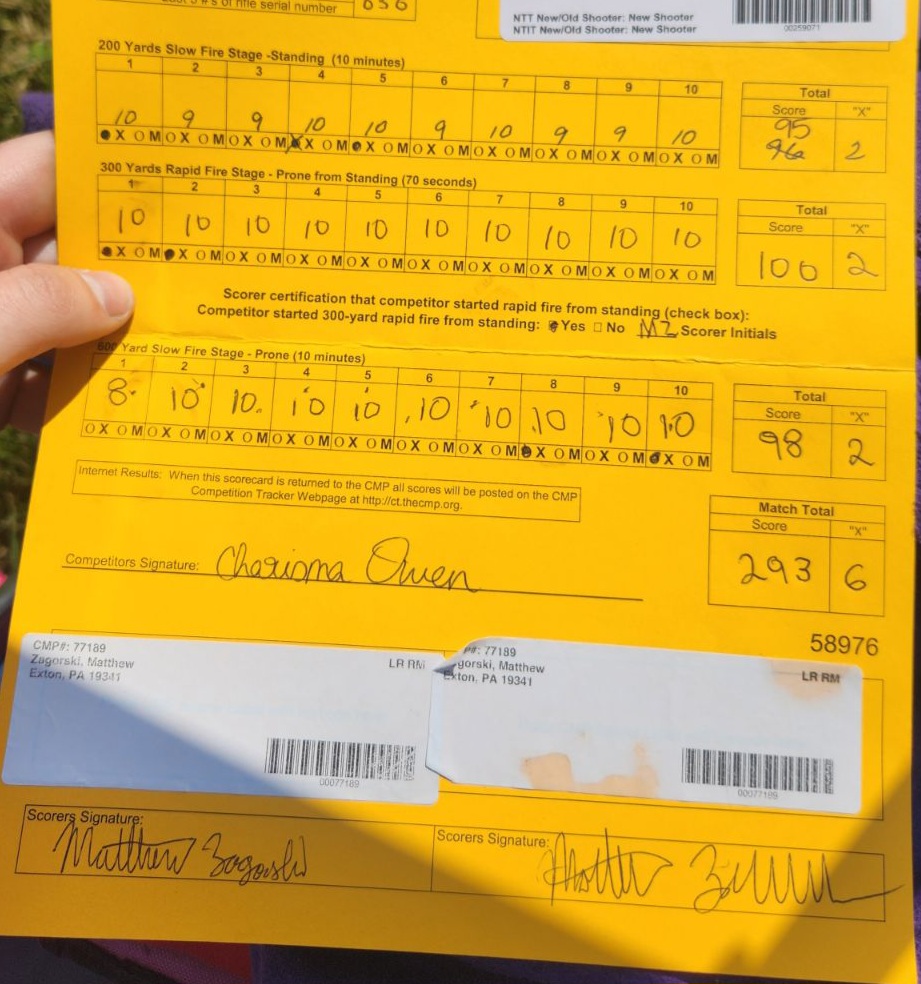 #'s of rifle serial number 656
NTT New/Old Shooter: New Shooter
NTIT New/Old Shooter: New Shooter
00259071
200 Yards Slow Fire Stage -Standing (10 minutes)
1 2 3 4 5 6 7 8 9 10
Total
Score "X"
10 9 9 10 10 9 10 9 9 10
95
96 2
X O M O X O M O X O M X O M X O M O X O M O X O M O X O M O X O M O X O M
300 Yards Rapid Fire Stage - Prone from Standing (70 seconds)
1 2 3 4 5 6 7 8 9 10
Total
Score "X"
10 10 10 10 10 10 10 10 10 10
100 2
X O M X O M O X O M O X O M O X O M O X O M O X O M O X O M O X O M O X O M
Scorer certification that competitor started rapid fire from standing (check box):
Competitor started 300-yard rapid fire from standing: Yes □ No MZ Scorer Initials
600 Yard Slow Fire Stage - Prone (10 minutes)
1 2 3 4 5 6 7 8 9 10
Total
Score "X"
8 10 10 10 10 10 10 10 10 10
98 2
O X O M O X O M O X O M O X O M O X O M O X O M O X O M X O M O X O M X O M
Internet Results: When this scorecard is returned to the CMP all scores will be posted on the CMP
Competition Tracker Webpage at http://ct.thecmp.org.
Match Total
Score "X"
293 6
Competitors Signature: Charisma Owen
58976
CMP#: 77189
Zagorski, Matthew LR RM
Exton, PA 19341
00077189
P#: 77189
gorski, Matthew LR RM
Exton, PA 19341
00077189
Scorers Signature:
Matthew Zagorski
Scorers Signature: